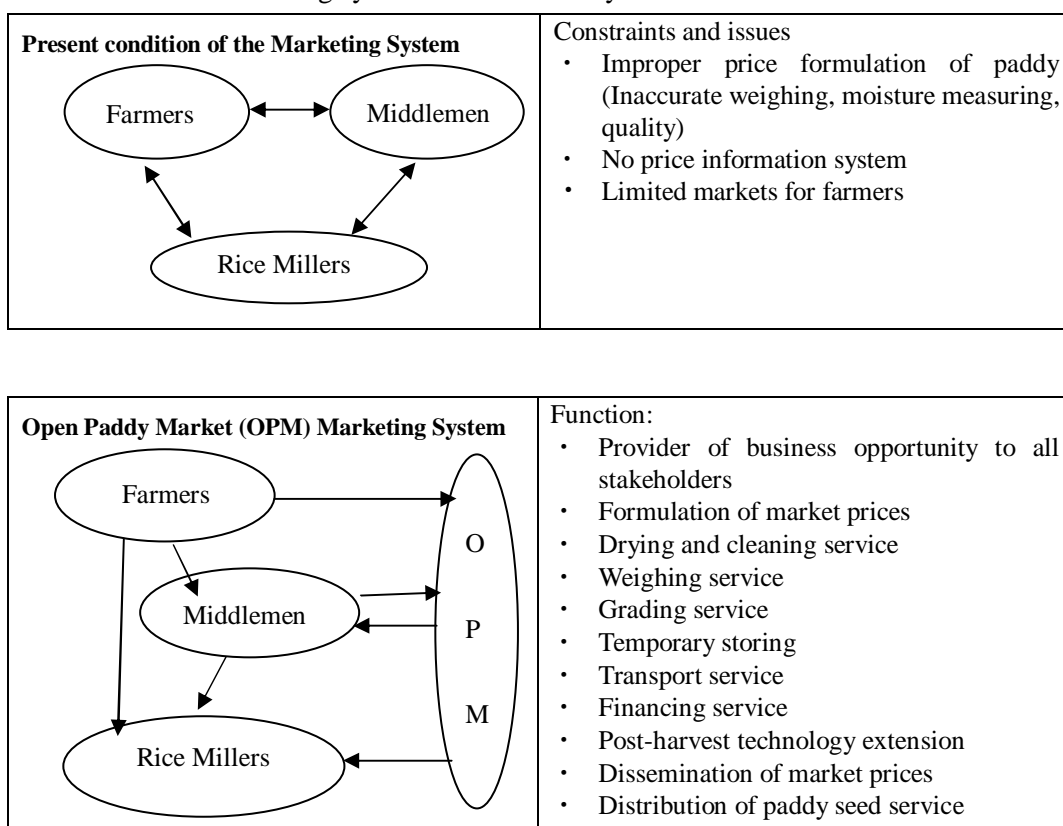 Present condition of the Marketing System
Farmers
Middlemen
Rice Millers
Constraints and issues
・ Improper price formulation of paddy
(Inaccurate weighing, moisture measuring,
quality)
・ No price information system
・ Limited markets for farmers
Open Paddy Market (OPM) Marketing System
Farmers
Middlemen
Rice Millers
O
P
M
Function:
・ Provider of business opportunity to all
stakeholders
・ Formulation of market prices
・ Drying and cleaning service
・ Weighing service
・ Grading service
・ Temporary storing
・ Transport service
・ Financing service
・ Post-harvest technology extension
・ Dissemination of market prices
・ Distribution of paddy seed service